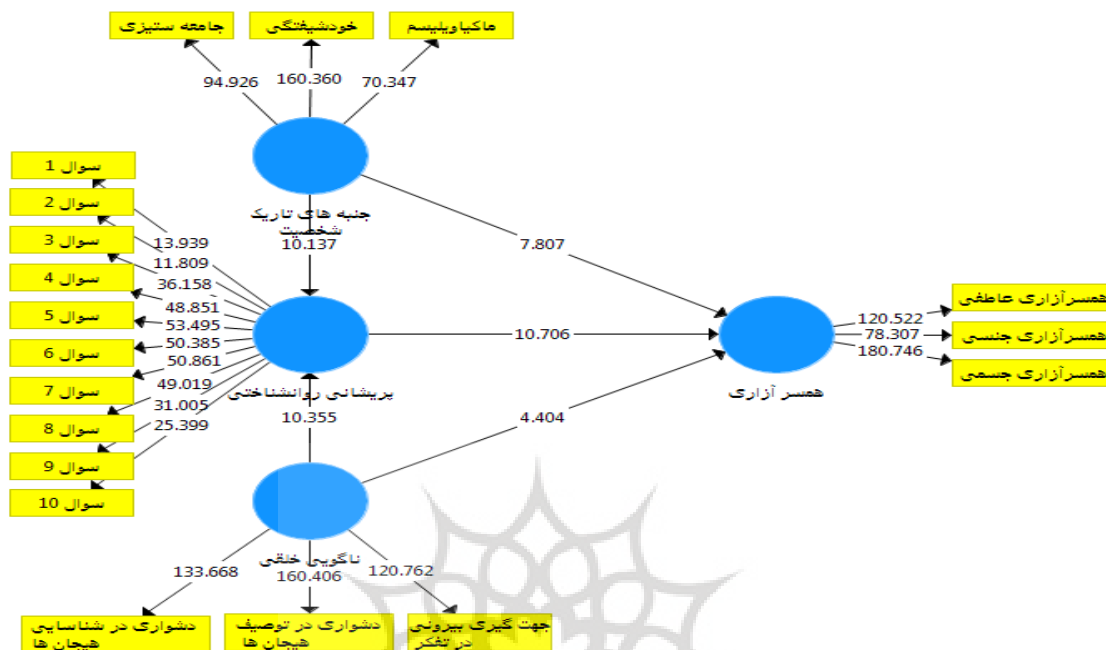 جامعه ستیزی
خودشیفتگی
ماکیاویلیسم
94.926
160.360
70.347
جنبه های تاریک
شخصیت
10.137
7.807
سوال 1
سوال 2
سوال 3
سوال 4
سوال 5
سوال 6
سوال 7
سوال 8
سوال 9
سوال 10
13.939
11.809
36.158
48.851
53.495
50.385
50.861
49.019
31.005
25.399
پریشانی روانشناختی
10.706
10.355
4.404
همسر آزاری
120.522
78.307
180.746
همسرآزاری عاطفی
همسرآزاری جنسی
همسرآزاری جسمی
ناگویی خلقی
133.668
160.406
120.762
دشواری در شناسایی
هیجان ها
دشواری در توصیف
هیجان ها
جهت گیری بیرونی
در تفکر